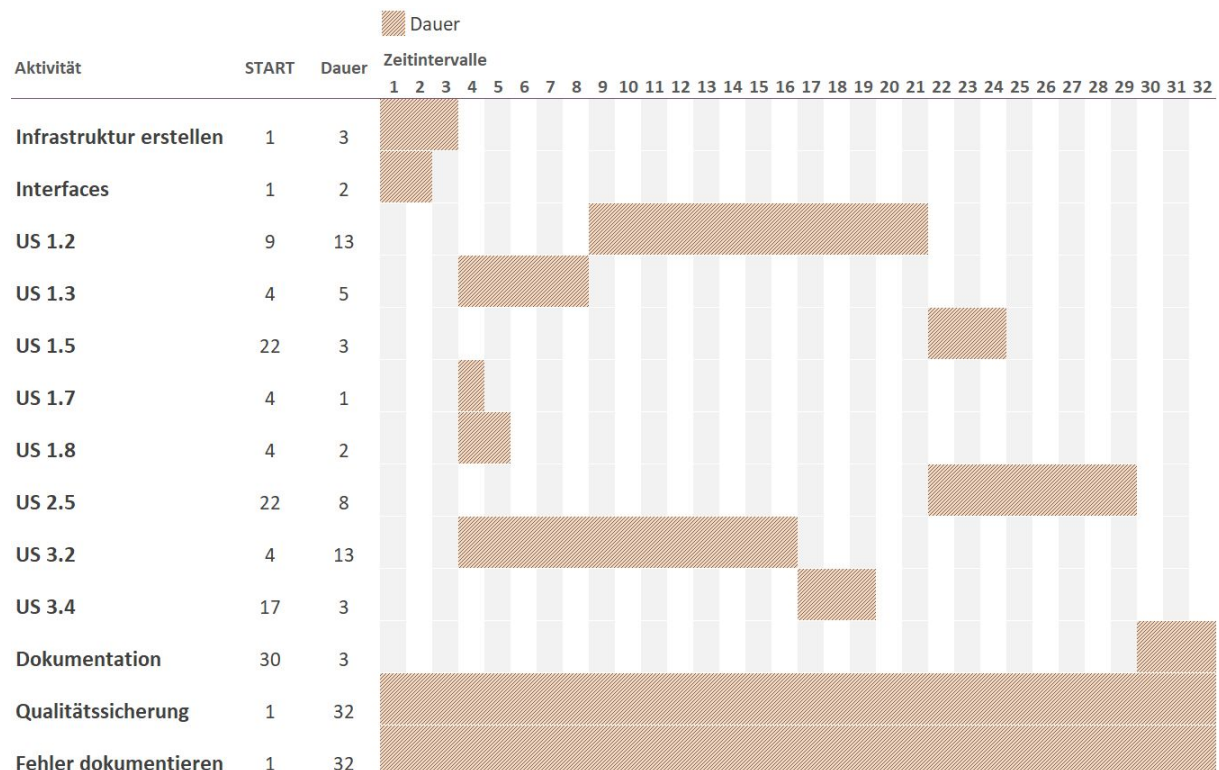 Dauer
Aktivität START Dauer Zeitintervalle
1 2 3 4 5 6 7 8 9 10 11 12 13 14 15 16 17 18 19 20 21 22 23 24 25 26 27 28 29 30 31 32
Infrastruktur erstellen 1 3
Interfaces 1 2
US 1.2 9 13
US 1.3 4 5
US 1.5 22 3
US 1.7 4 1
US 1.8 4 2
US 2.5 22 8
US 3.2 4 13
US 3.4 17 3
Dokumentation 30 3
Qualitätssicherung 1 32
Fehler dokumentieren 1 32